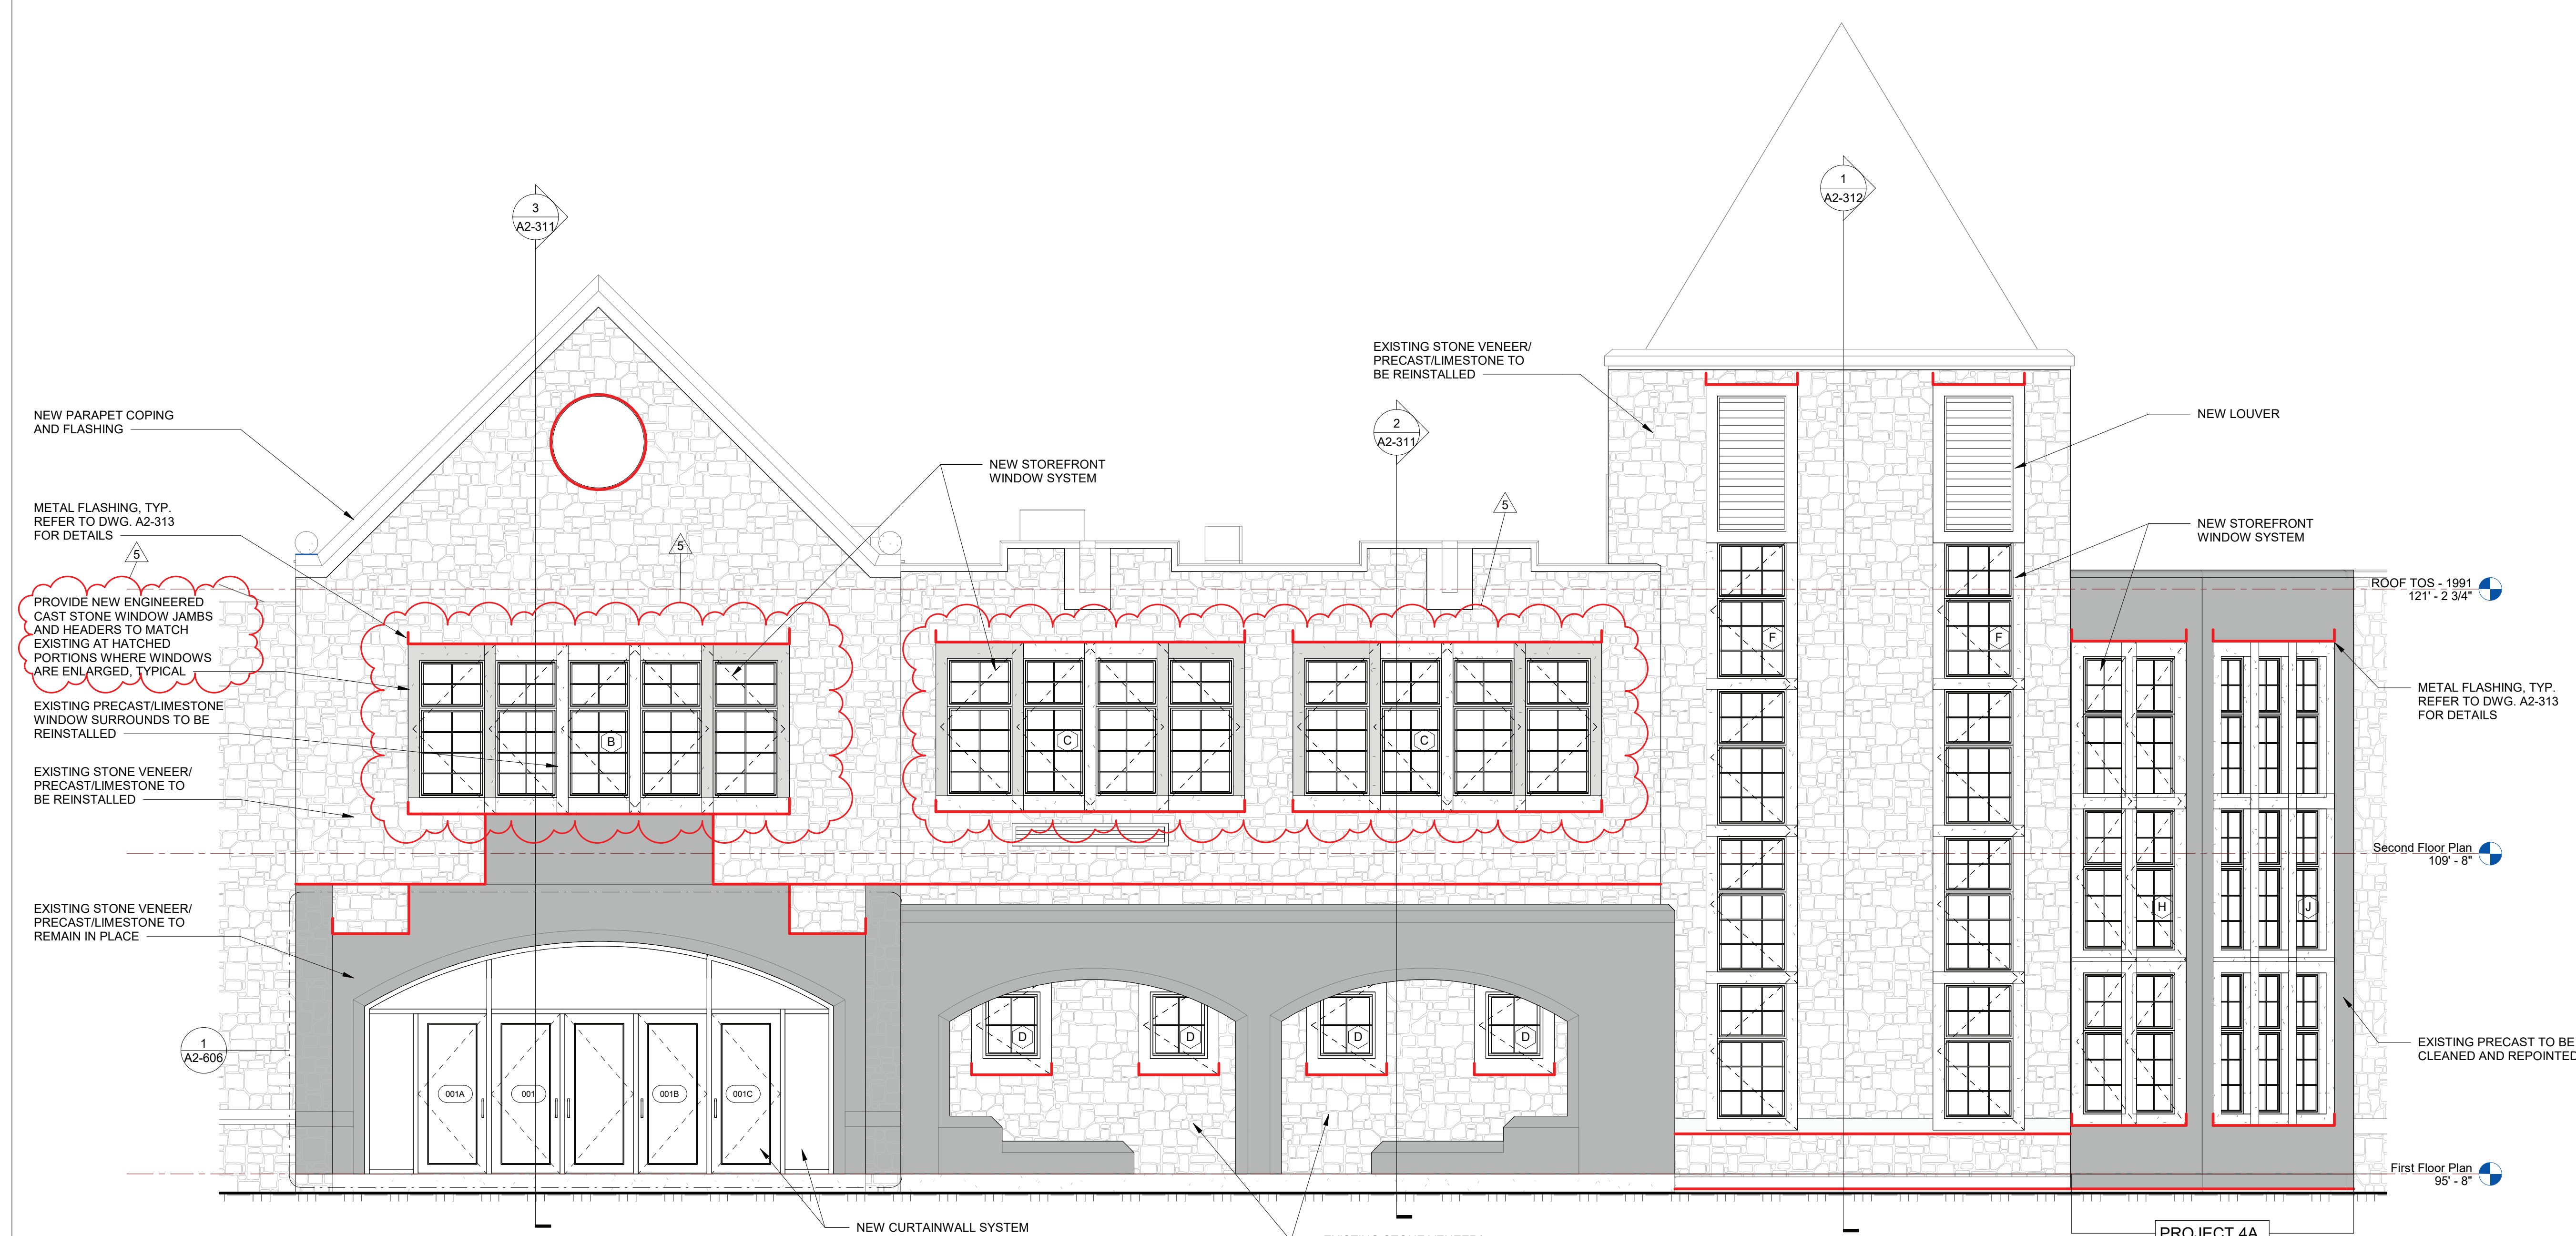 3
A2-311
1
A2-312
EXISTING STONE VENEER/
PRECAST/LIMESTONE TO
BE REINSTALLED
NEW PARAPET COPING
AND FLASHING
2
A2-311
NEW LOUVER
NEW STOREFRONT
WINDOW SYSTEM
METAL FLASHING, TYP.
REFER TO DWG. A2-313
FOR DETAILS
5
5
5
NEW STOREFRONT
WINDOW SYSTEM
ROOF TOS - 1991
121' - 2 3/4"
PROVIDE NEW ENGINEERED
CAST STONE WINDOW JAMBS
AND HEADERS TO MATCH
EXISTING AT HATCHED
PORTIONS WHERE WINDOWS
ARE ENLARGED, TYPICAL
F
F
METAL FLASHING, TYP.
REFER TO DWG. A2-313
FOR DETAILS
EXISTING PRECAST/LIMESTONE
WINDOW SURROUNDS TO BE
REINSTALLED
B
C
C
EXISTING STONE VENEER/
PRECAST/LIMESTONE TO
BE REINSTALLED
Second Floor Plan
109' - 8"
EXISTING STONE VENEER/
PRECAST/LIMESTONE TO
REMAIN IN PLACE
H
J
1
A2-606
D
D
D
D
EXISTING PRECAST TO BE
CLEANED AND REPOINTED
001A
001
001B
001C
First Floor Plan
95' - 8"
NEW CURTAINWALL SYSTEM
PROJECT 4A